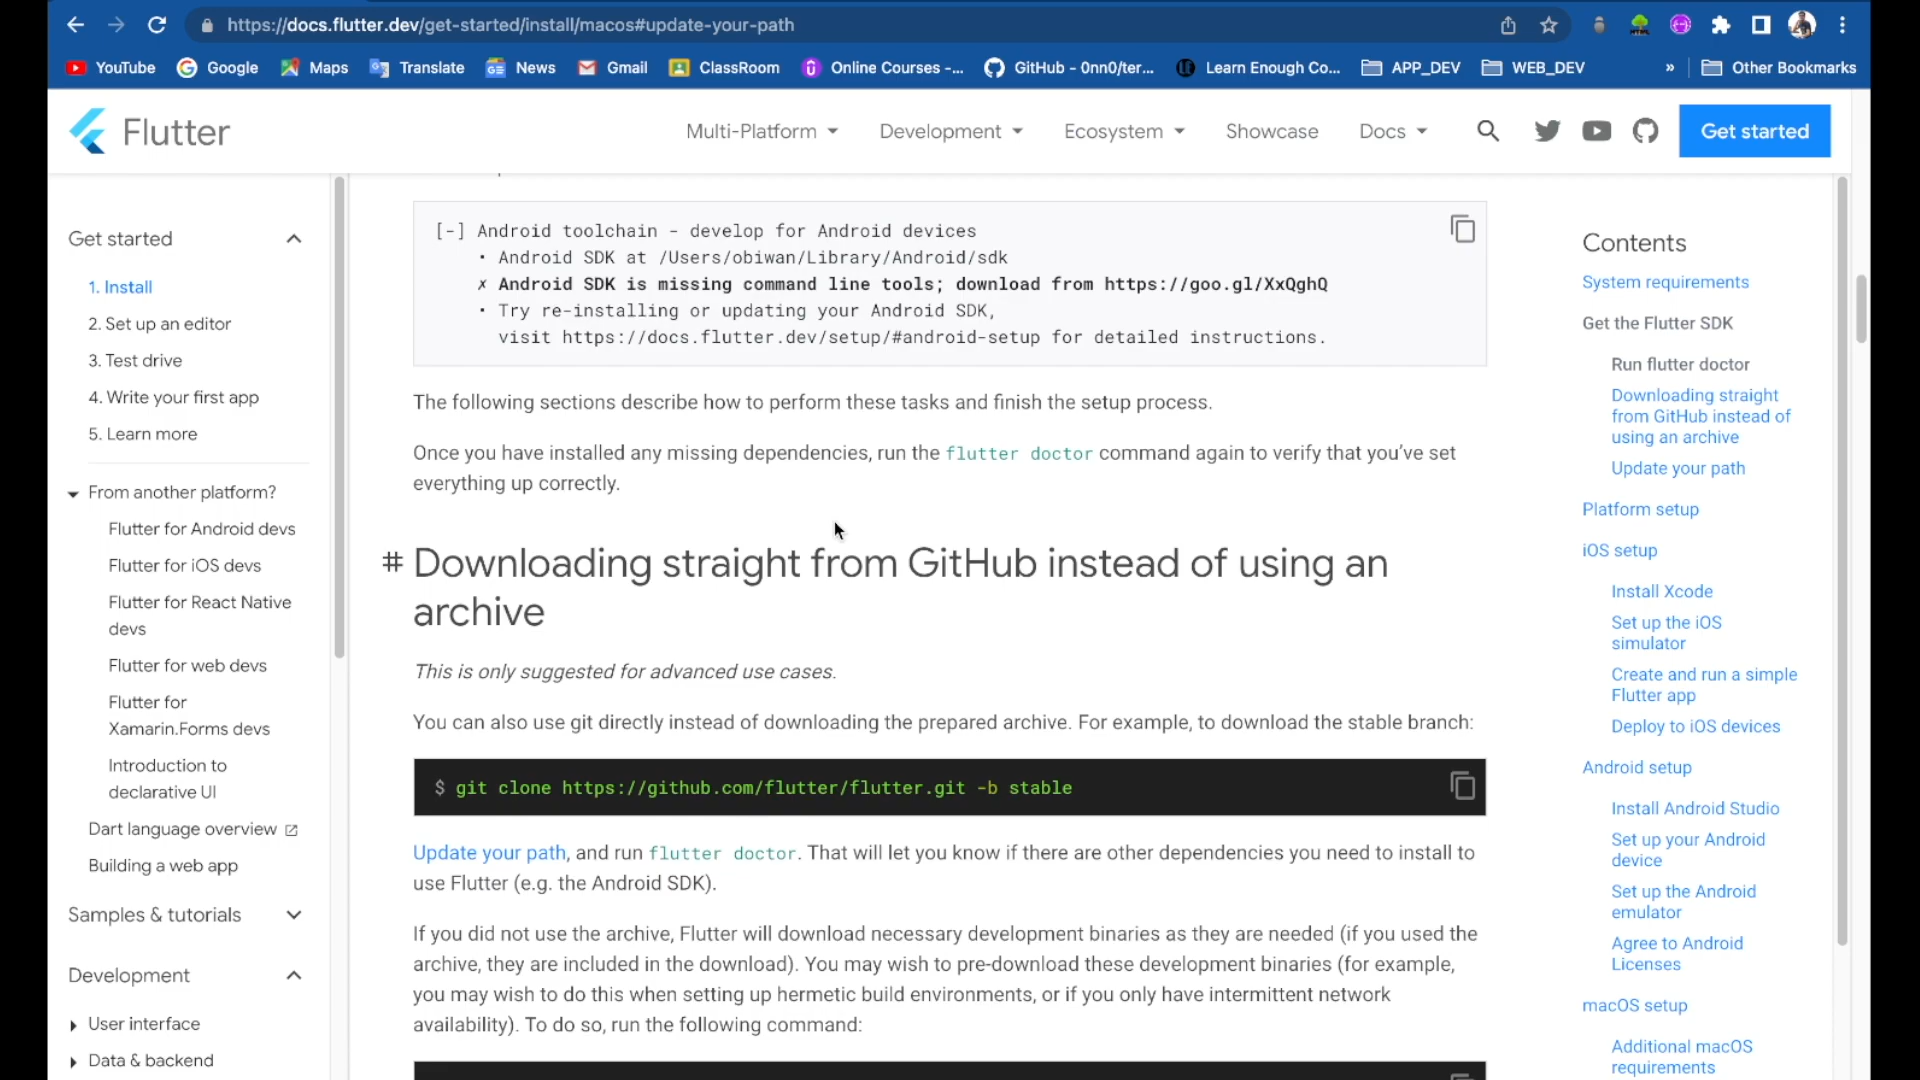 https://docs.flutter.dev/get-started/install/macos#update-your-path
YouTube
Google
Maps
Translate
News
Gmail
ClassRoom
Online Courses -...
GitHub - 0nn0/ter...
Learn Enough Co...
APP_DEV
WEB_DEV
»
Other Bookmarks
Flutter
Multi-Platform
Development
Ecosystem
Showcase
Docs
Get started
Get started
1. Install
2. Set up an editor
3. Test drive
4. Write your first app
5. Learn more
From another platform?
Flutter for Android devs
Flutter for iOS devs
Flutter for React Native
devs
Flutter for web devs
Flutter for
Xamarin.Forms devs
Introduction to
declarative UI
Dart language overview
Building a web app
Samples & tutorials
Development
User interface
Data & backend
[-] Android toolchain - develop for Android devices
• Android SDK at /Users/obiwan/Library/Android/sdk
✗ Android SDK is missing command line tools; download from https://goo.gl/XxQghQ
• Try re-installing or updating your Android SDK,
visit https://docs.flutter.dev/setup/#android-setup for detailed instructions.
The following sections describe how to perform these tasks and finish the setup process.
Once you have installed any missing dependencies, run the flutter doctor command again to verify that you’ve set
everything up correctly.
# Downloading straight from GitHub instead of using an
archive
This is only suggested for advanced use cases.
You can also use git directly instead of downloading the prepared archive. For example, to download the stable branch:
$ git clone https://github.com/flutter/flutter.git -b stable
Update your path, and run flutter doctor. That will let you know if there are other dependencies you need to install to
use Flutter (e.g. the Android SDK).
If you did not use the archive, Flutter will download necessary development binaries as they are needed (if you used the
archive, they are included in the download). You may wish to pre-download these development binaries (for example,
you may wish to do this when setting up hermetic build environments, or if you only have intermittent network
availability). To do so, run the following command:
Contents
System requirements
Get the Flutter SDK
Run flutter doctor
Downloading straight
from GitHub instead of
using an archive
Update your path
Platform setup
iOS setup
Install Xcode
Set up the iOS
simulator
Create and run a simple
Flutter app
Deploy to iOS devices
Android setup
Install Android Studio
Set up your Android
device
Set up the Android
emulator
Agree to Android
Licenses
macOS setup
Additional macOS
requirements